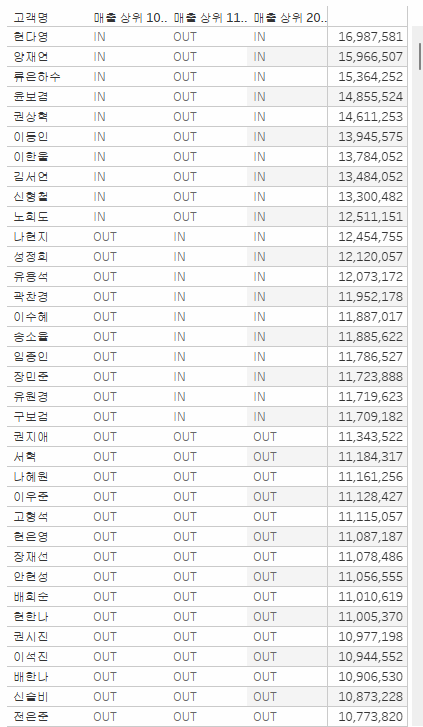 고객명 매출 상위 10.. 매출 상위 11.. 매출 상위 20..
현다영 IN OUT IN 16,987,581
양재연 IN OUT IN 15,966,507
류은하수 IN OUT IN 15,364,252
윤보겸 IN OUT IN 14,855,524
권상혁 IN OUT IN 14,611,253
이동인 IN OUT IN 13,945,575
이한울 IN OUT IN 13,784,052
김서연 IN OUT IN 13,484,052
신형철 IN OUT IN 13,300,482
노희도 IN OUT IN 12,511,151
나현지 OUT IN IN 12,454,755
성정희 OUT IN IN 12,120,057
유용석 OUT IN IN 12,073,172
곽찬경 OUT IN IN 11,952,178
이수혜 OUT IN IN 11,887,017
송소율 OUT IN IN 11,885,622
임종인 OUT IN IN 11,786,527
장민준 OUT IN IN 11,723,888
유원경 OUT IN IN 11,719,623
구보검 OUT IN IN 11,709,182
권지애 OUT OUT OUT 11,343,522
서혁 OUT OUT OUT 11,184,317
나혜원 OUT OUT OUT 11,161,256
이우준 OUT OUT OUT 11,128,427
고형석 OUT OUT OUT 11,115,057
현은영 OUT OUT OUT 11,087,187
장재선 OUT OUT OUT 11,078,486
안현성 OUT OUT OUT 11,056,555
배희순 OUT OUT OUT 11,010,619
현한나 OUT OUT OUT 11,005,370
권시진 OUT OUT OUT 10,977,198
이석진 OUT OUT OUT 10,944,552
배한나 OUT OUT OUT 10,906,530
신슬비 OUT OUT OUT 10,873,228
전은준 OUT OUT OUT 10,773,820